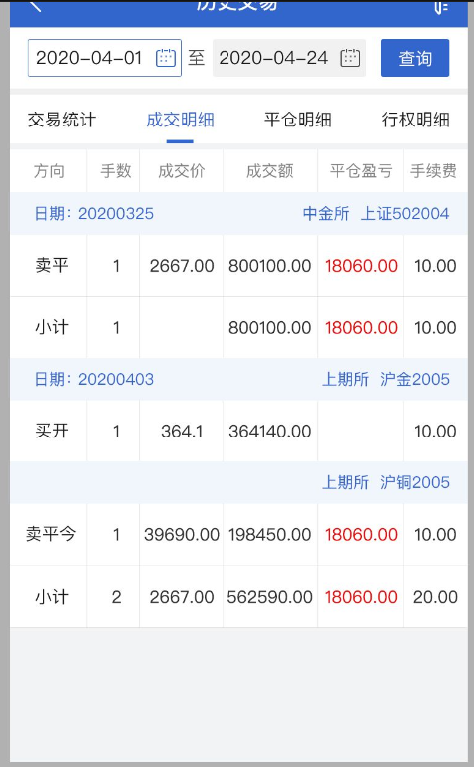 历史交易
2020-04-01 至 2020-04-24 查询
交易统计 成交明细 平仓明细 行权明细
方向 手数 成交价 成交额 平仓盈亏 手续费
日期：20200325 中金所 上证502004
卖平 1 2667.00 800100.00 18060.00 10.00
小计 1 800100.00 18060.00 10.00
日期：20200403 上期所 沪金2005
买开 1 364.1 364140.00 10.00
上期所 沪铜2005
卖平今 1 39690.00 198450.00 18060.00 10.00
小计 2 2667.00 562590.00 18060.00 20.00